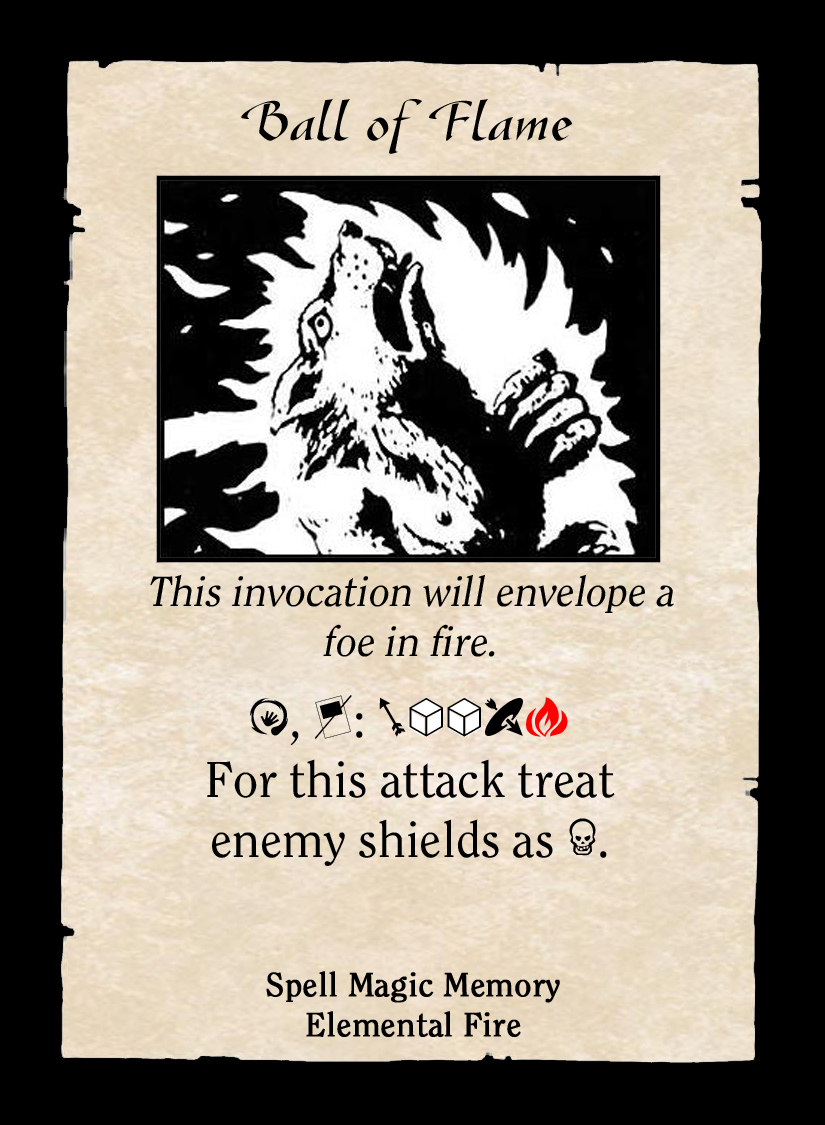 Ball of Flame
This invocation will envelope a
foe in fire.
, :
For this attack treat
enemy shields as .
Spell Magic Memory
Elemental Fire